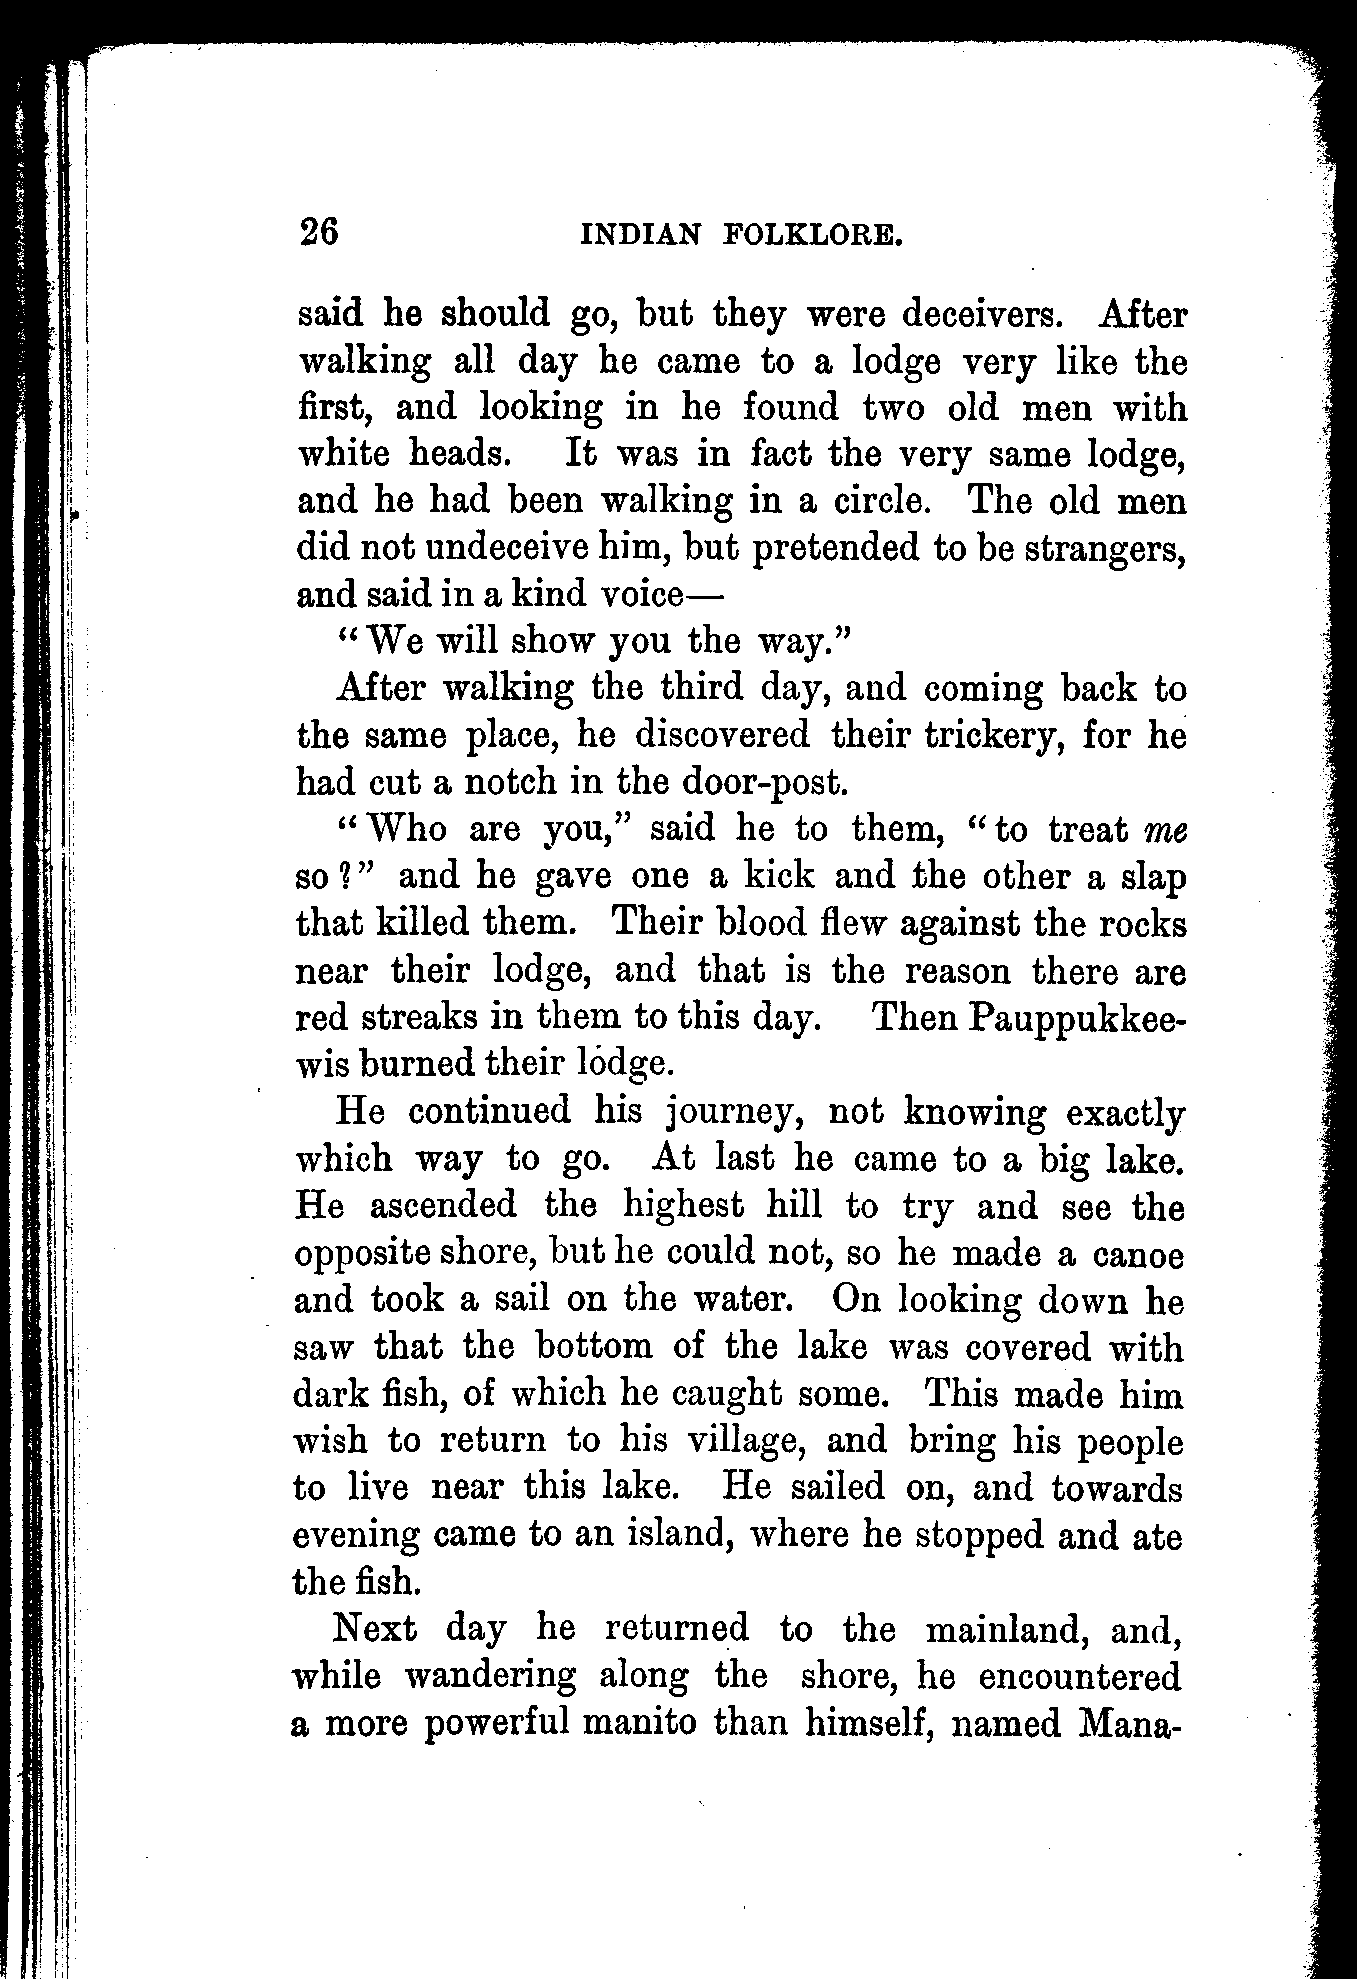 26 INDIAN FOLKLORE.
said he should go, but they were deceivers. After
walking all day he came to a lodge very like the
first, and looking in he found two old men with
white heads. It was in fact the very same lodge,
and he had been walking in a circle. The old men
did not undeceive him, but pretended to be strangers,
and said in a kind voice—
“We will show you the way.”
After walking the third day, and coming back to
the same place, he discovered their trickery, for he
had cut a notch in the door-post.
“Who are you,” said he to them, “to treat me
so?” and he gave one a kick and the other a slap
that killed them. Their blood flew against the rocks
near their lodge, and that is the reason there are
red streaks in them to this day. Then Pauppukkee-
wis burned their lodge.
He continued his journey, not knowing exactly
which way to go. At last he came to a big lake.
He ascended the highest hill to try and see the
opposite shore, but he could not, so he made a canoe
and took a sail on the water. On looking down he
saw that the bottom of the lake was covered with
dark fish, of which he caught some. This made him
wish to return to his village, and bring his people
to live near this lake. He sailed on, and towards
evening came to an island, where he stopped and ate
the fish.
Next day he returned to the mainland, and,
while wandering along the shore, he encountered
a more powerful manito than himself, named Mana-